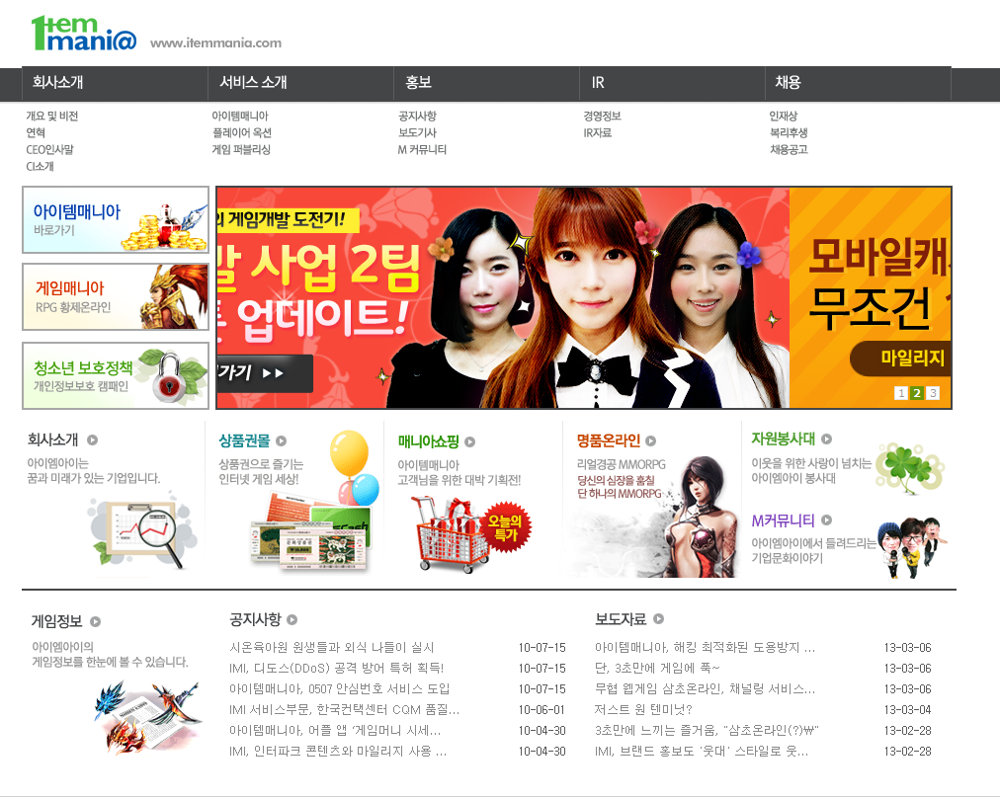 1tem
mani@
www.itemmania.com
회사소개
서비스 소개
홍보
IR
채용
개요 및 비전
연혁
CEO인사말
CI소개
아이템매니아
플레이어 옥션
게임 퍼블리싱
공지사항
보도기사
M 커뮤니티
경영정보
IR자료
인재상
복리후생
채용공고
아이템매니아
바로가기
게임매니아
RPG 황제온라인
청소년 보호정책
개인정보보호 캠패인
의 게임개발 도전기!
발 사업 2팀
업데이트!
가기
모바일캐
무조건
마일리지
1 2 3
회사소개
아이엠아이는
꿈과 미래가 있는 기업입니다.
상품권몰
상품권으로 즐기는
인터넷 게임 세상!
매니아쇼핑
아이템매니아
고객님을 위한 대박 기획전!
오늘의
특가
명품온라인
리얼경공 MMORPG
당신의 심장을 훔칠
단 하나의 MMORPG
자원봉사대
이웃을 위한 사랑이 넘치는
아이엠아이 봉사대
M커뮤니티
아이엠아이에서 들려드리는
기업문화이야기
게임정보
아이엠아이의
게임정보를 한눈에 볼 수 있습니다.
공지사항
시온육아원 원생들과 외식 나들이 실시 10-07-15
IMI, 디도스(DDoS) 공격 방어 특허 획득! 10-07-15
아이템매니아, 0507 안심번호 서비스 도입 10-07-15
IMI 서비스부문, 한국컨택센터 CQM 품질... 10-06-01
아이템매니아, 어플 앱 '게임머니 시세... 10-04-30
IMI, 인터파크 콘텐츠와 마일리지 사용 ... 10-04-30
보도자료
아이템매니아, 해킹 최적화된 도용방지 ... 13-03-06
단, 3초만에 게임에 푹~ 13-03-06
무협 웹게임 삼초온라인, 채널링 서비스... 13-03-06
저스트 원 텐미닛? 13-03-04
3초만에 느끼는 즐거움, "삼초온라인(?)₩" 13-02-28
IMI, 브랜드 홍보도 '웃대' 스타일로 웃... 13-02-28